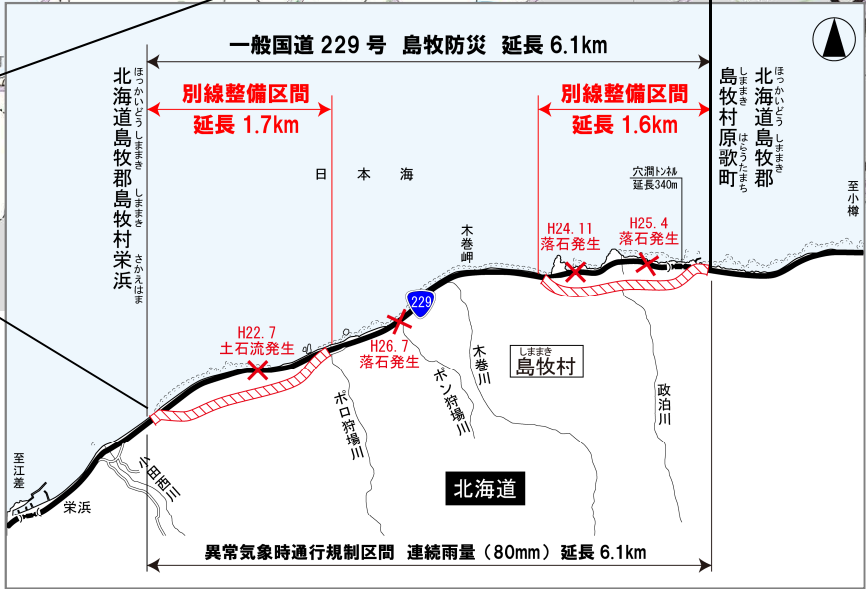 一般国道 229 号 島牧防災 延長 6.1km
別線整備区間
延長 1.7km
別線整備区間
延長 1.6km
ほっかいどう しままき しままき さかえはま
北海道島牧郡島牧村栄浜
ほっかいどう しままき
北海道島牧郡
しままき はらうたまち
島牧村原歌町
日本海
穴澗トンネル
延長340m
至小樽
木巻岬
H24.11
落石発生
H25.4
落石発生
229
H22.7
土石流発生
H26.7
落石発生
しままき
島牧村
木巻川
ポン狩場川
ポロ狩場川
政泊川
小田西川
至江差
栄浜
北海道
異常気象時通行規制区間 連続雨量（80mm）延長 6.1km